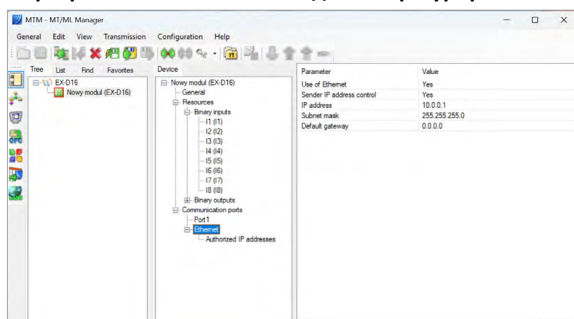 MTM - MT/ML Manager
General Edit View Transmission Configuration Help
Tree List Find Favorites
EX-D16
Nowy moduł (EX-D16)
Device
Nowy moduł (EX-D16)
General
Resources
Binary inputs
I1 (I1)
I2 (I2)
I3 (I3)
I4 (I4)
I5 (I5)
I6 (I6)
I7 (I7)
I8 (I8)
Binary outputs
Communication ports
Port1
Ethernet
Authorized IP addresses
Parameter Value
Use of Ethernet Yes
Sender IP address control Yes
IP address 10.0.0.1
Subnet mask 255.255.255.0
Default gateway 0.0.0.0